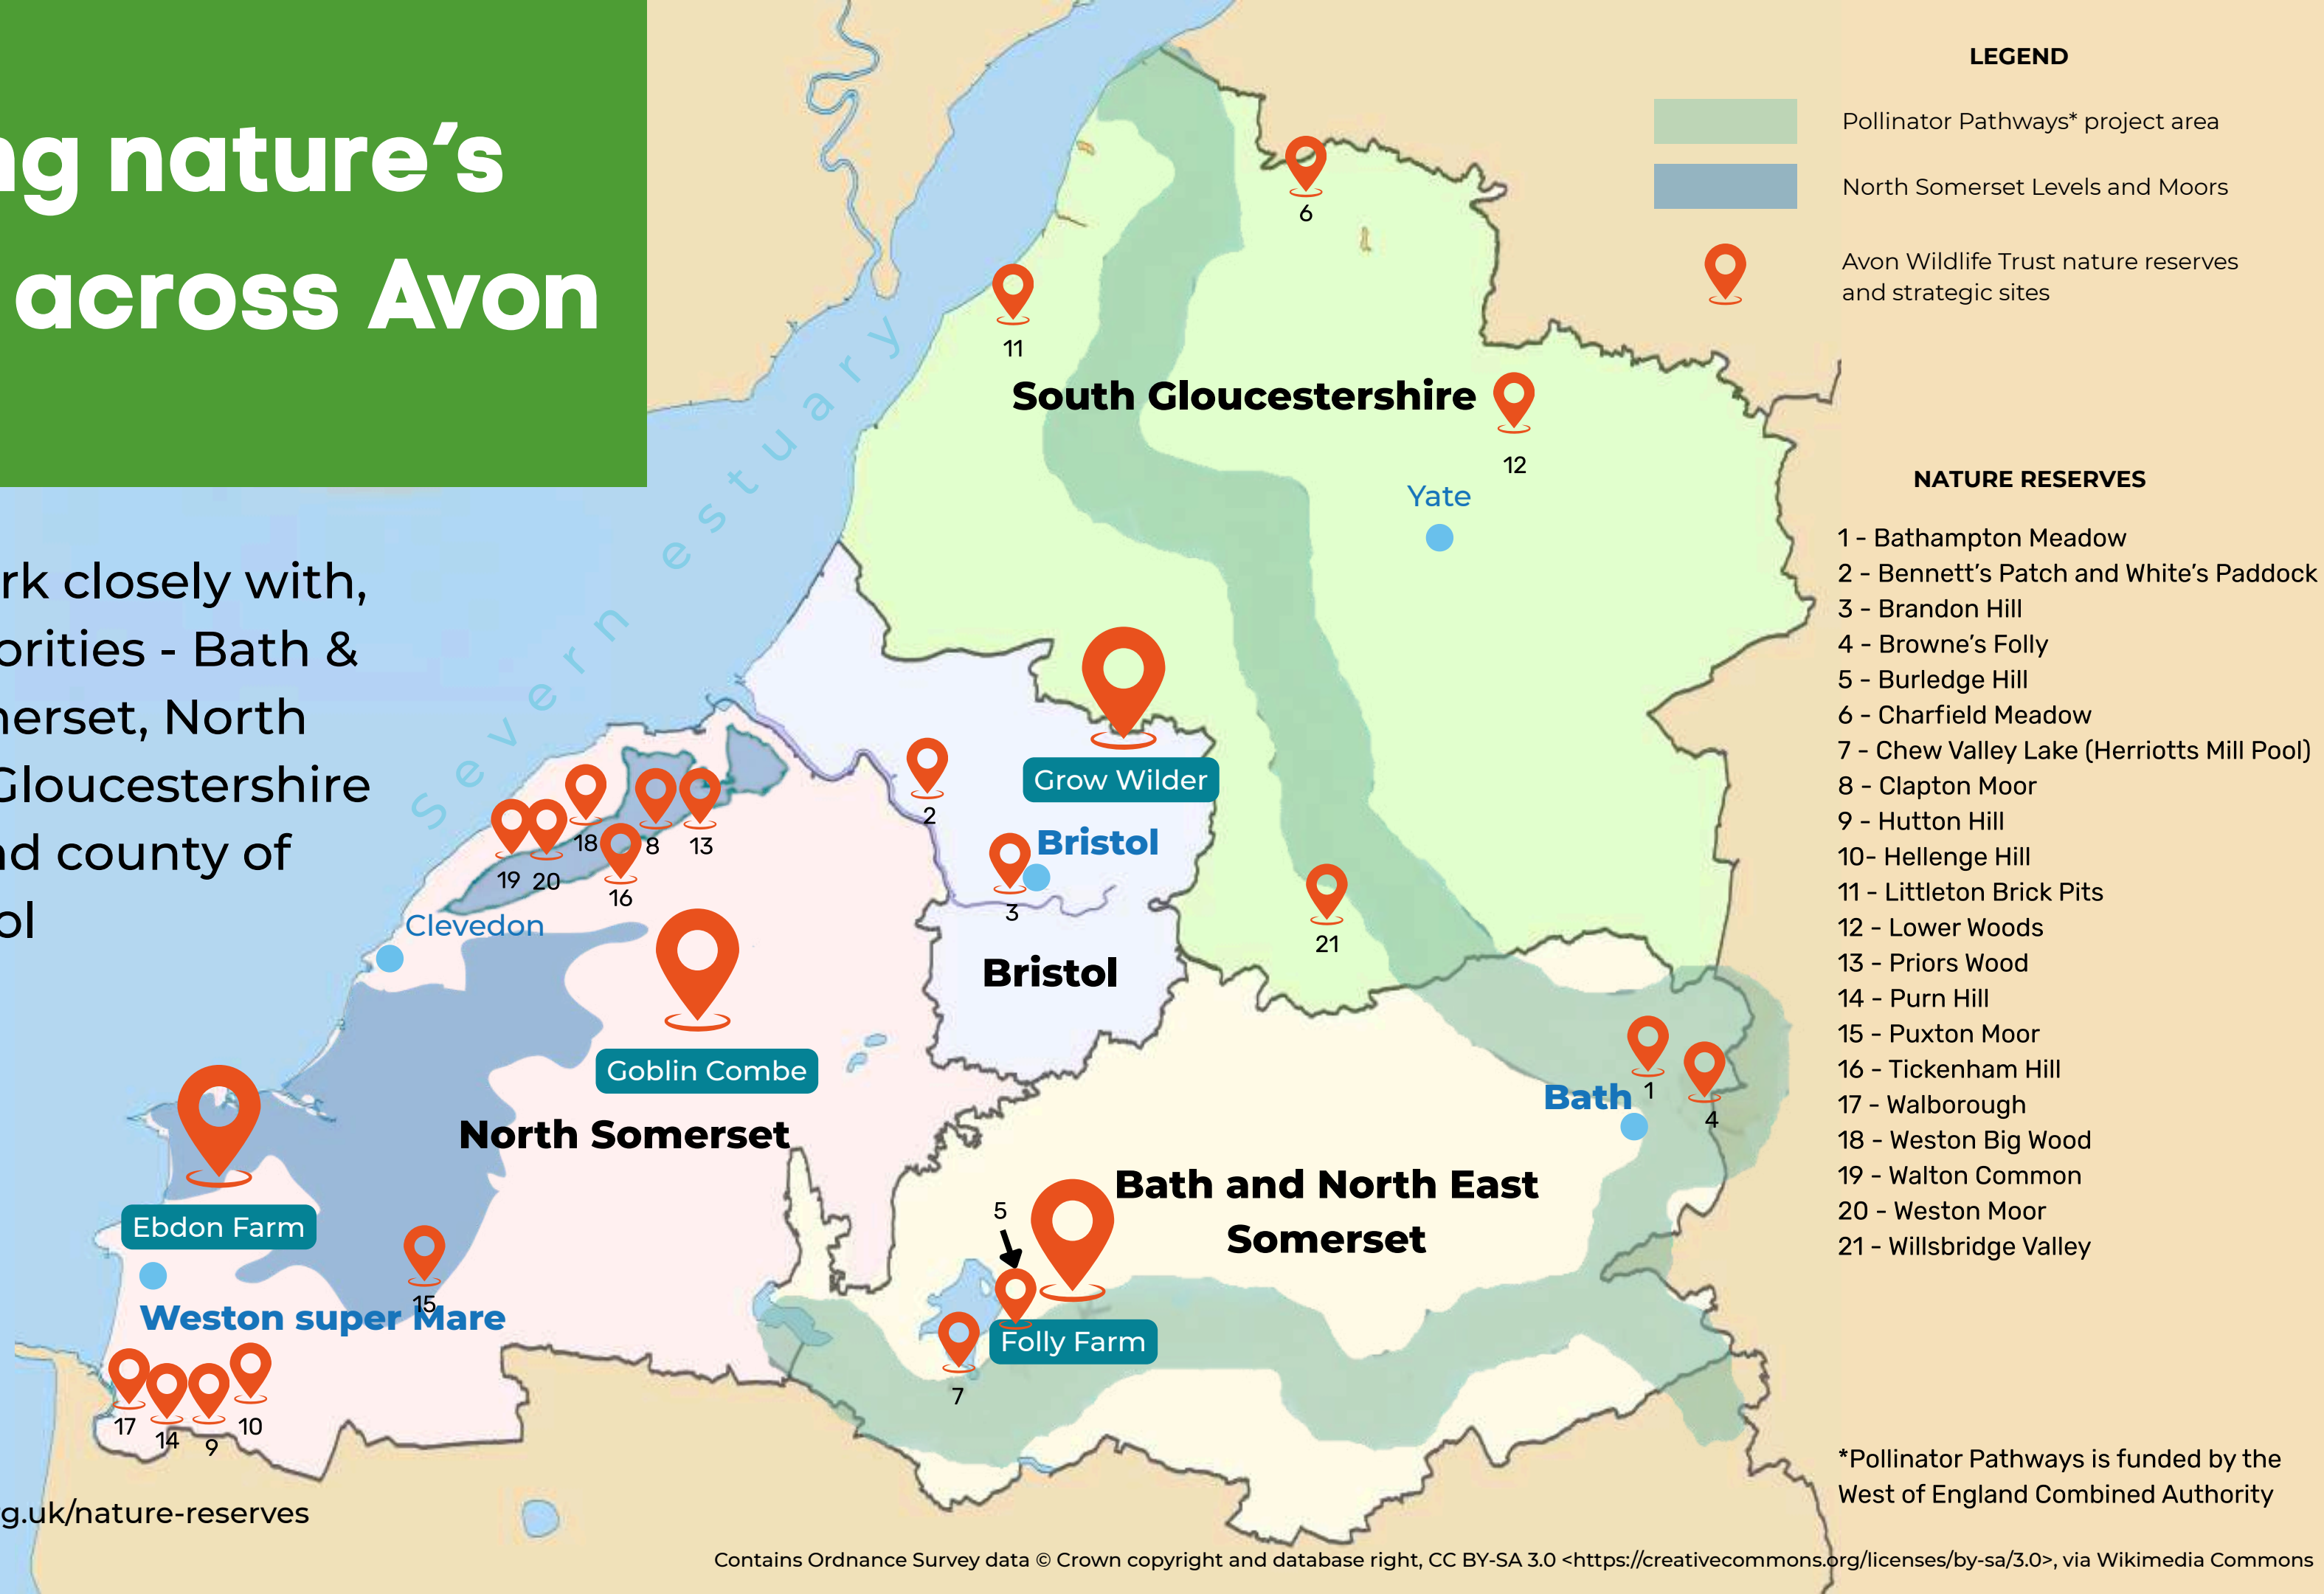 ng nature's
across Avon
rk closely with,
orities - Bath &
nerset, North
Gloucestershire
nd county of
ol
g.uk/nature-reserves
Severn estuary
6
11
South Gloucestershire
12
Yate
Grow Wilder
2
Bristol
3
Bristol
21
18
8
13
19
20
16
Clevedon
Goblin Combe
North Somerset
Ebdon Farm
15
Weston super Mare
17
14
9
10
Bath
1
4
Bath and North East
Somerset
5
Folly Farm
7
LEGEND
Pollinator Pathways* project area
North Somerset Levels and Moors
Avon Wildlife Trust nature reserves
and strategic sites
NATURE RESERVES
1 - Bathampton Meadow
2 - Bennett's Patch and White's Paddock
3 - Brandon Hill
4 - Browne's Folly
5 - Burledge Hill
6 - Charfield Meadow
7 - Chew Valley Lake (Herriotts Mill Pool)
8 - Clapton Moor
9 - Hutton Hill
10- Hellenge Hill
11 - Littleton Brick Pits
12 - Lower Woods
13 - Priors Wood
14 - Purn Hill
15 - Puxton Moor
16 - Tickenham Hill
17 - Walborough
18 - Weston Big Wood
19 - Walton Common
20 - Weston Moor
21 - Willsbridge Valley
*Pollinator Pathways is funded by the
West of England Combined Authority
Contains Ordnance Survey data © Crown copyright and database right, CC BY-SA 3.0 <https://creativecommons.org/licenses/by-sa/3.0>, via Wikimedia Commons